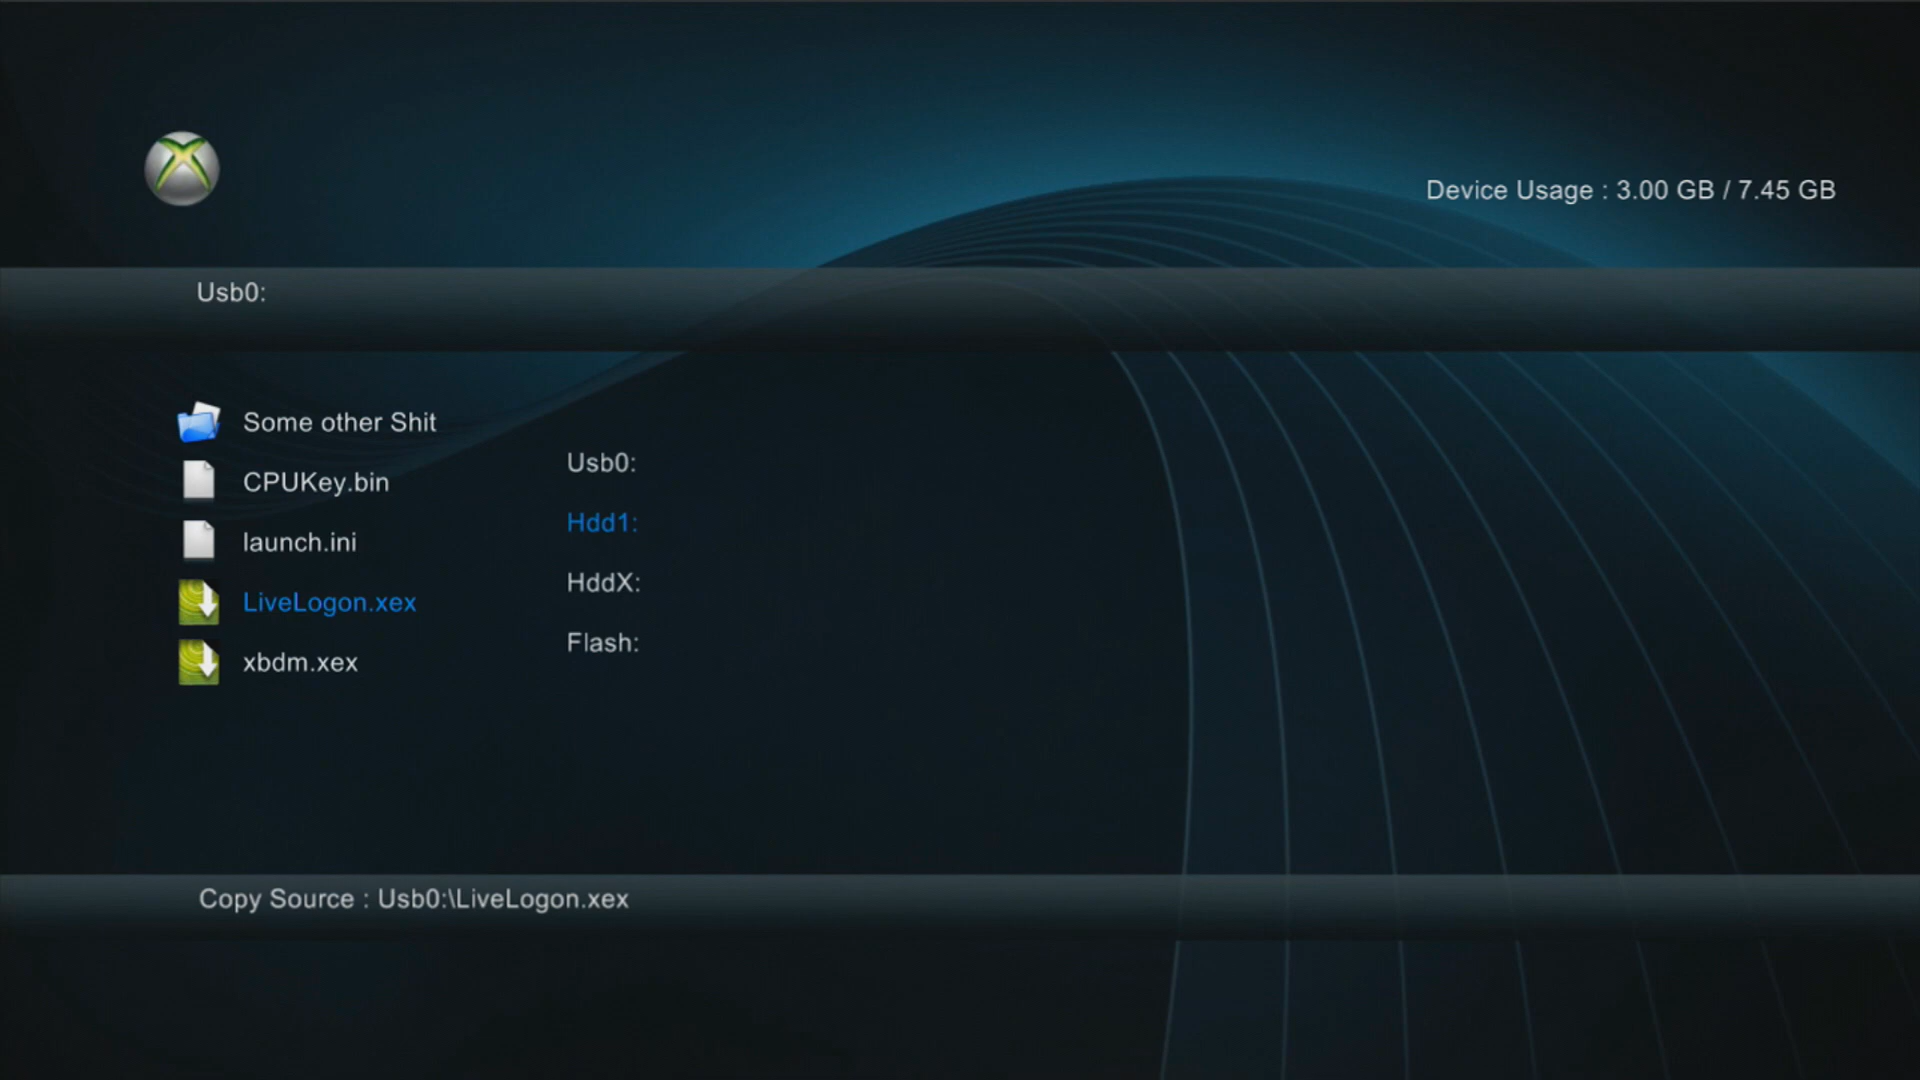 Device Usage : 3.00 GB / 7.45 GB
Usb0:
Some other Shit
CPUKey.bin
launch.ini
LiveLogon.xex
xbdm.xex
Usb0:
Hdd1:
HddX:
Flash:
Copy Source : Usb0:\LiveLogon.xex